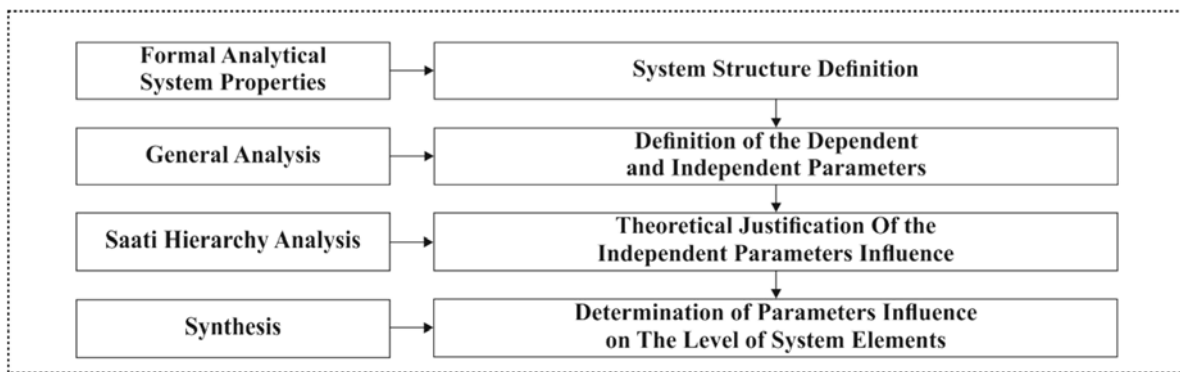 Formal Analytical
System Properties
System Structure Definition
General Analysis
Definition of the Dependent
and Independent Parameters
Saati Hierarchy Analysis
Theoretical Justification Of the
Independent Parameters Influence
Synthesis
Determination of Parameters Influence
on The Level of System Elements